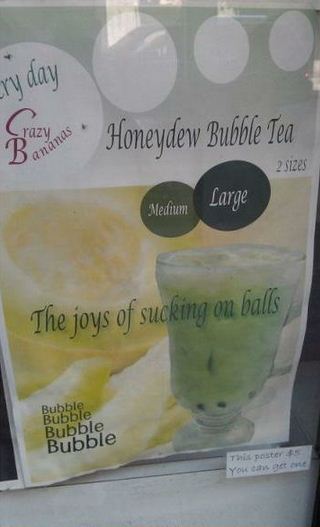 ry day
Crazy
Bananas
Honeydew Bubble Tea
2 sizes
Medium
Large
The joys of sucking on balls
Bubble
Bubble
Bubble
Bubble
This poster $5
You can get one